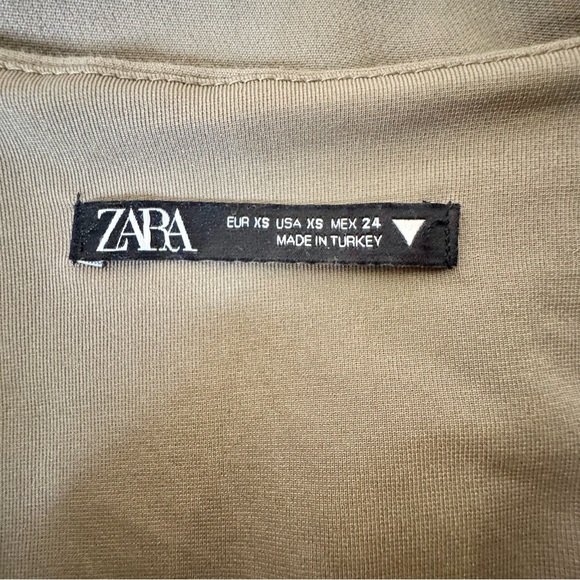 ZARA
EUR XS USA XS MEX 24
MADE IN TURKEY